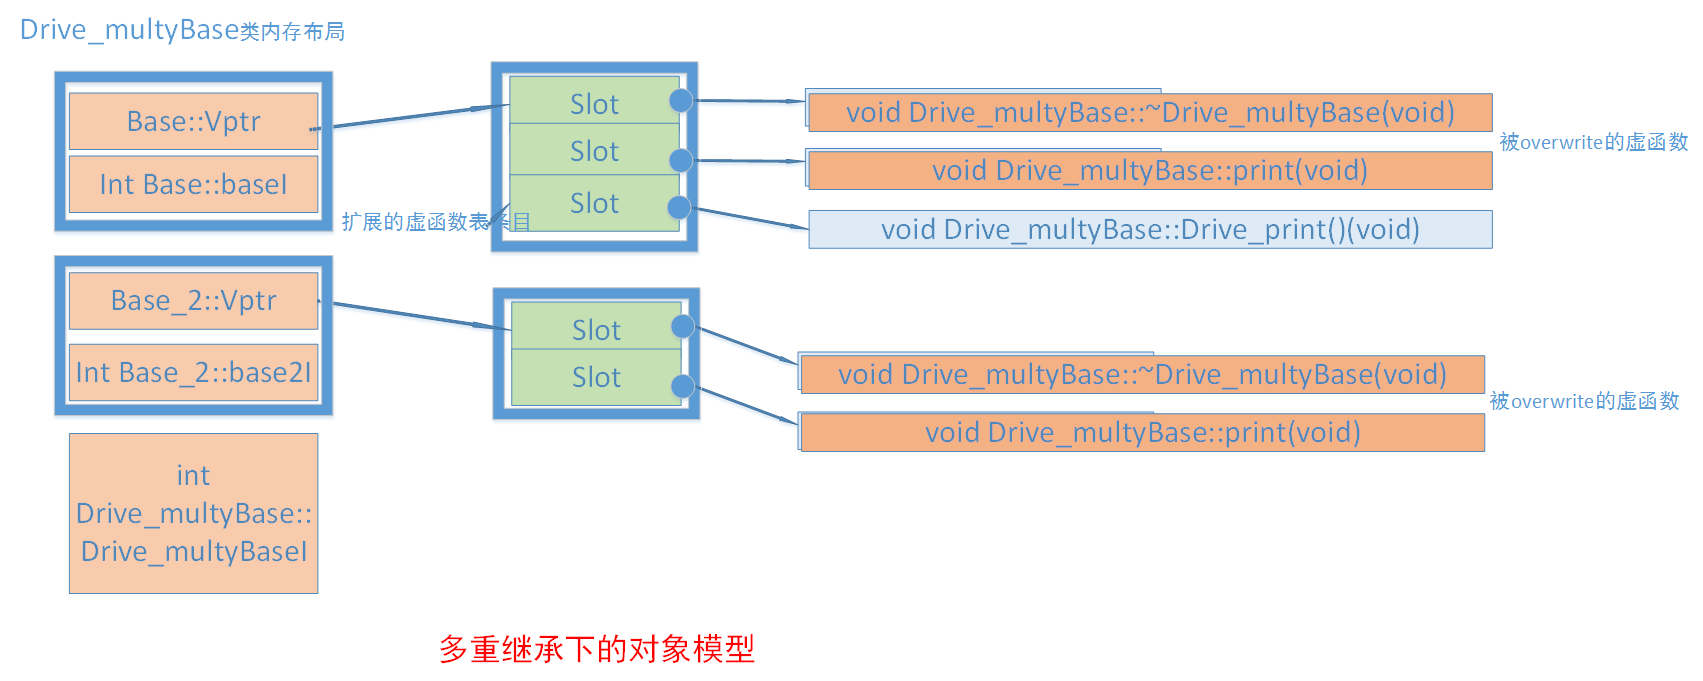 Drive_multyBase类内存布局
Base::Vptr
Int Base::baseI
扩展的虚函数表条目
Slot
Slot
Slot
void Drive_multyBase::~Drive_multyBase(void)
void Drive_multyBase::print(void)
被overwrite的虚函数
void Drive_multyBase::Drive_print()(void)
Base_2::Vptr
Int Base_2::base2I
Slot
Slot
void Drive_multyBase::~Drive_multyBase(void)
void Drive_multyBase::print(void)
被overwrite的虚函数
int
Drive_multyBase::
Drive_multyBaseI
多重继承下的对象模型